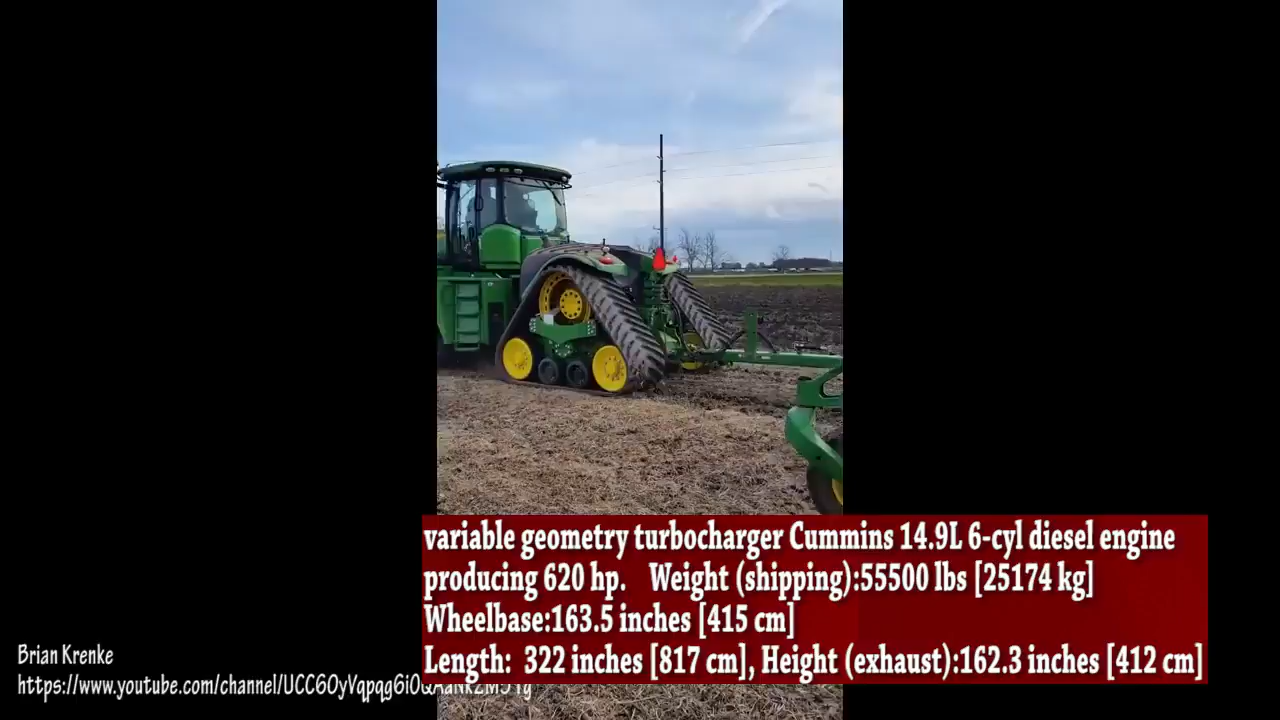 variable geometry turbocharger Cummins 14.9L 6-cyl diesel engine
producing 620 hp. Weight (shipping):55500 lbs [25174 kg]
Wheelbase:163.5 inches [415 cm]
Length: 322 inches [817 cm], Height (exhaust):162.3 inches [412 cm]
Brian Krenke